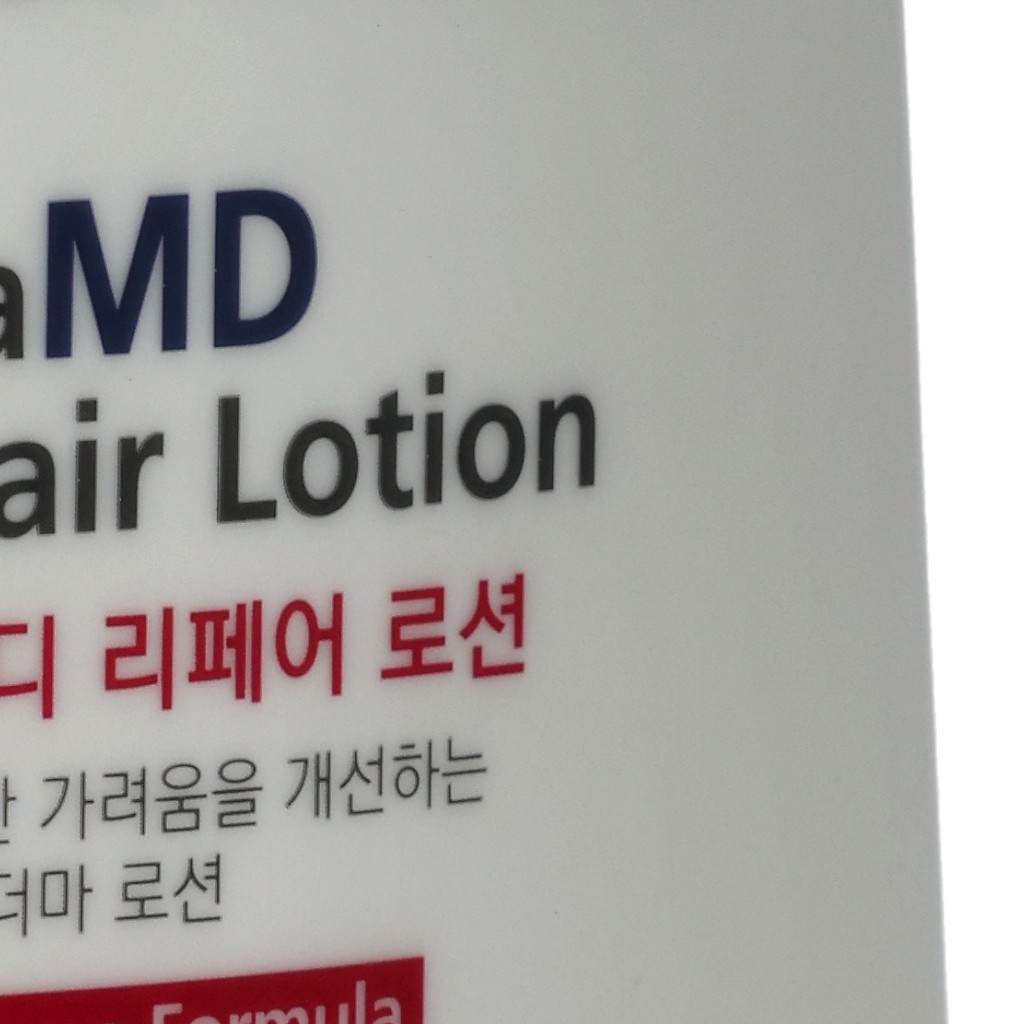 aMD
air Lotion
디 리페어 로션
한 가려움을 개선하는
더마 로션
Formula